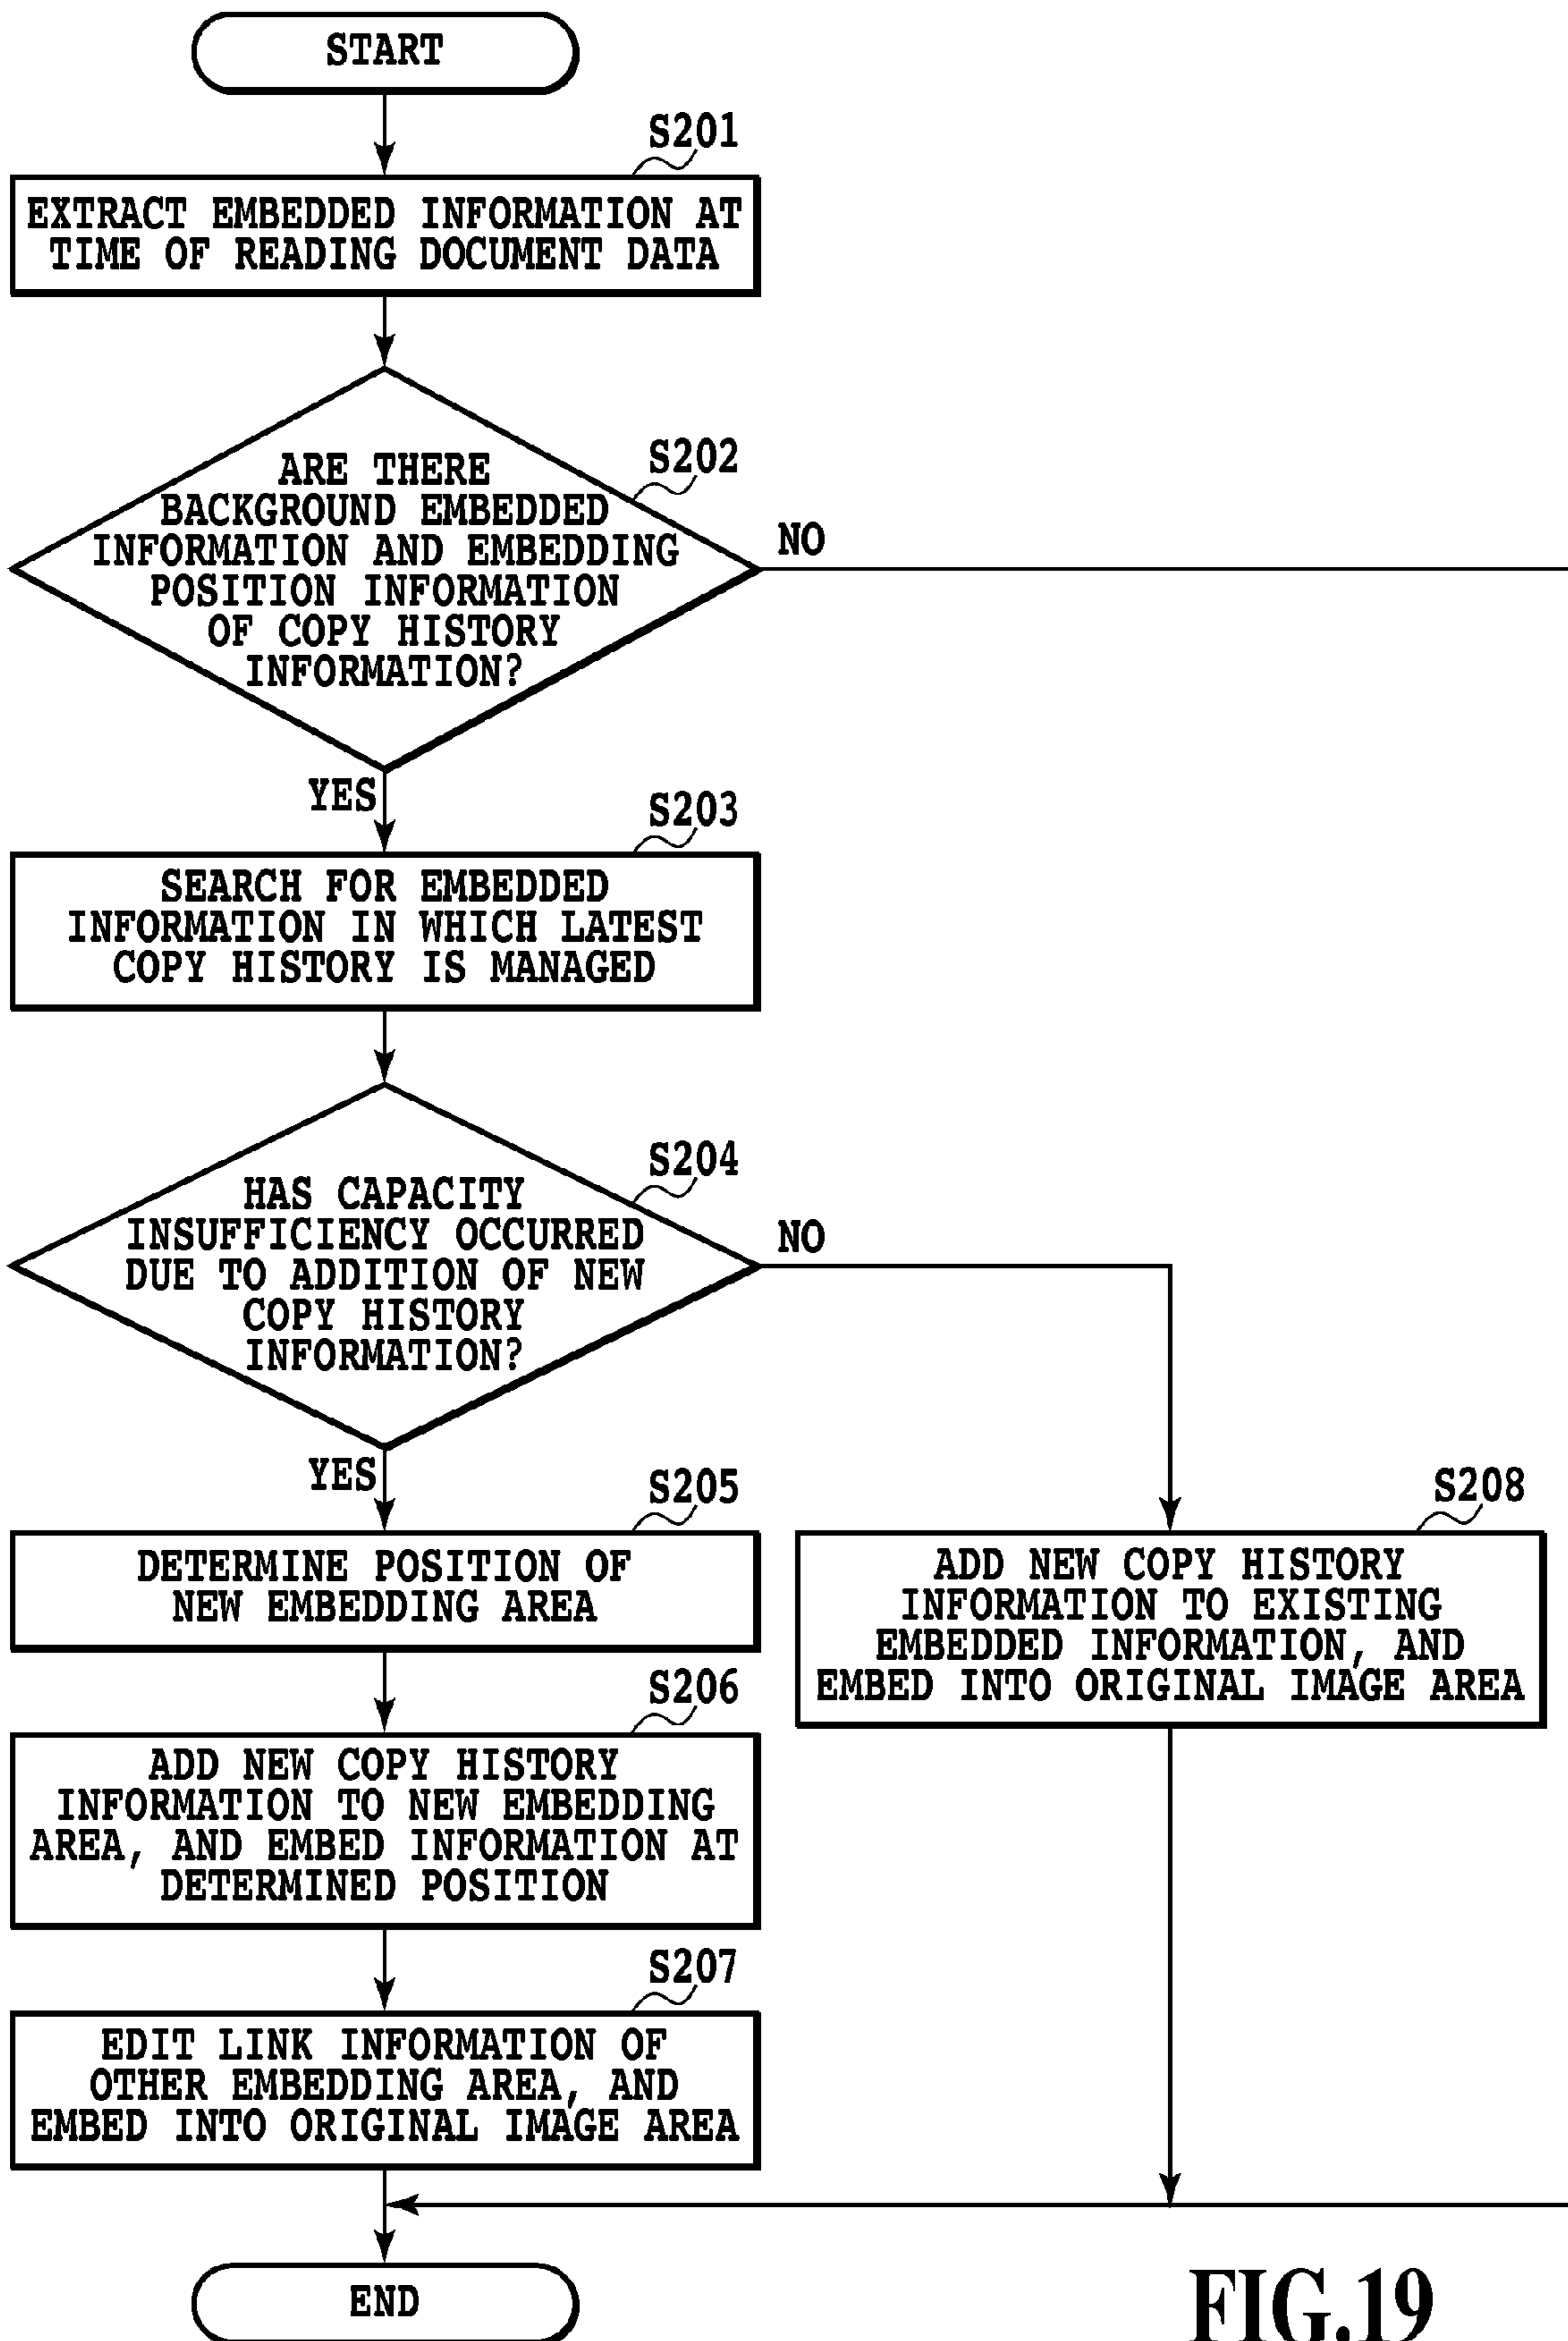 START
S201
EXTRACT EMBEDDED INFORMATION AT
TIME OF READING DOCUMENT DATA
S202
ARE THERE
BACKGROUND EMBEDDED
INFORMATION AND EMBEDDING
POSITION INFORMATION
OF COPY HISTORY
INFORMATION?
NO
YES
S203
SEARCH FOR EMBEDDED
INFORMATION IN WHICH LATEST
COPY HISTORY IS MANAGED
S204
HAS CAPACITY
INSUFFICIENCY OCCURRED
DUE TO ADDITION OF NEW
COPY HISTORY
INFORMATION?
NO
YES
S205
DETERMINE POSITION OF
NEW EMBEDDING AREA
S208
ADD NEW COPY HISTORY
INFORMATION TO EXISTING
EMBEDDED INFORMATION, AND
EMBED INTO ORIGINAL IMAGE AREA
S206
ADD NEW COPY HISTORY
INFORMATION TO NEW EMBEDDING
AREA, AND EMBED INFORMATION AT
DETERMINED POSITION
S207
EDIT LINK INFORMATION OF
OTHER EMBEDDING AREA, AND
EMBED INTO ORIGINAL IMAGE AREA
END
FIG.19